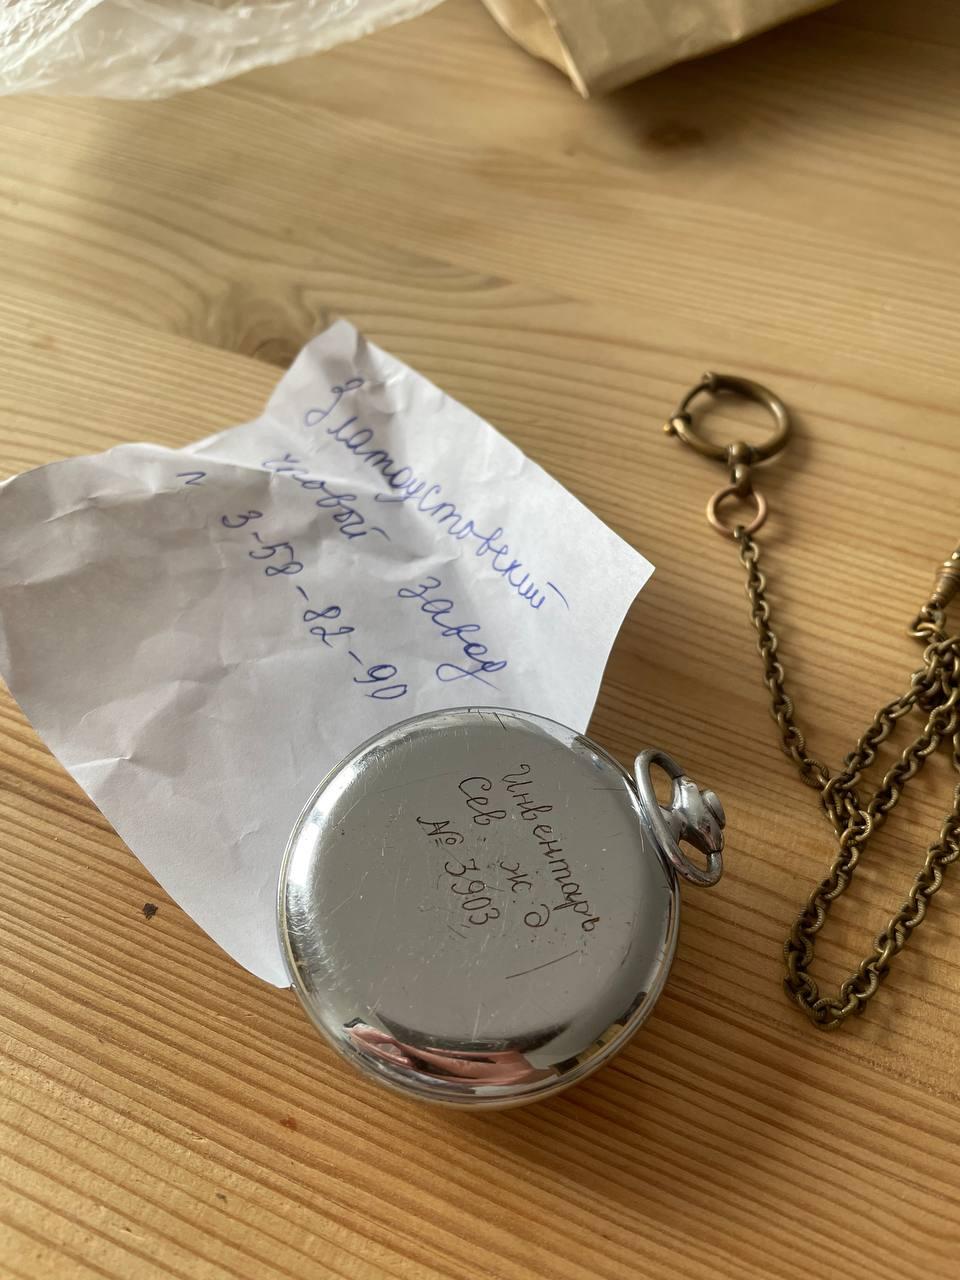 Златоустовский
часовой завод
л 3-58-82-90
Инвентарь
Сев. ж. д.
№ 3903